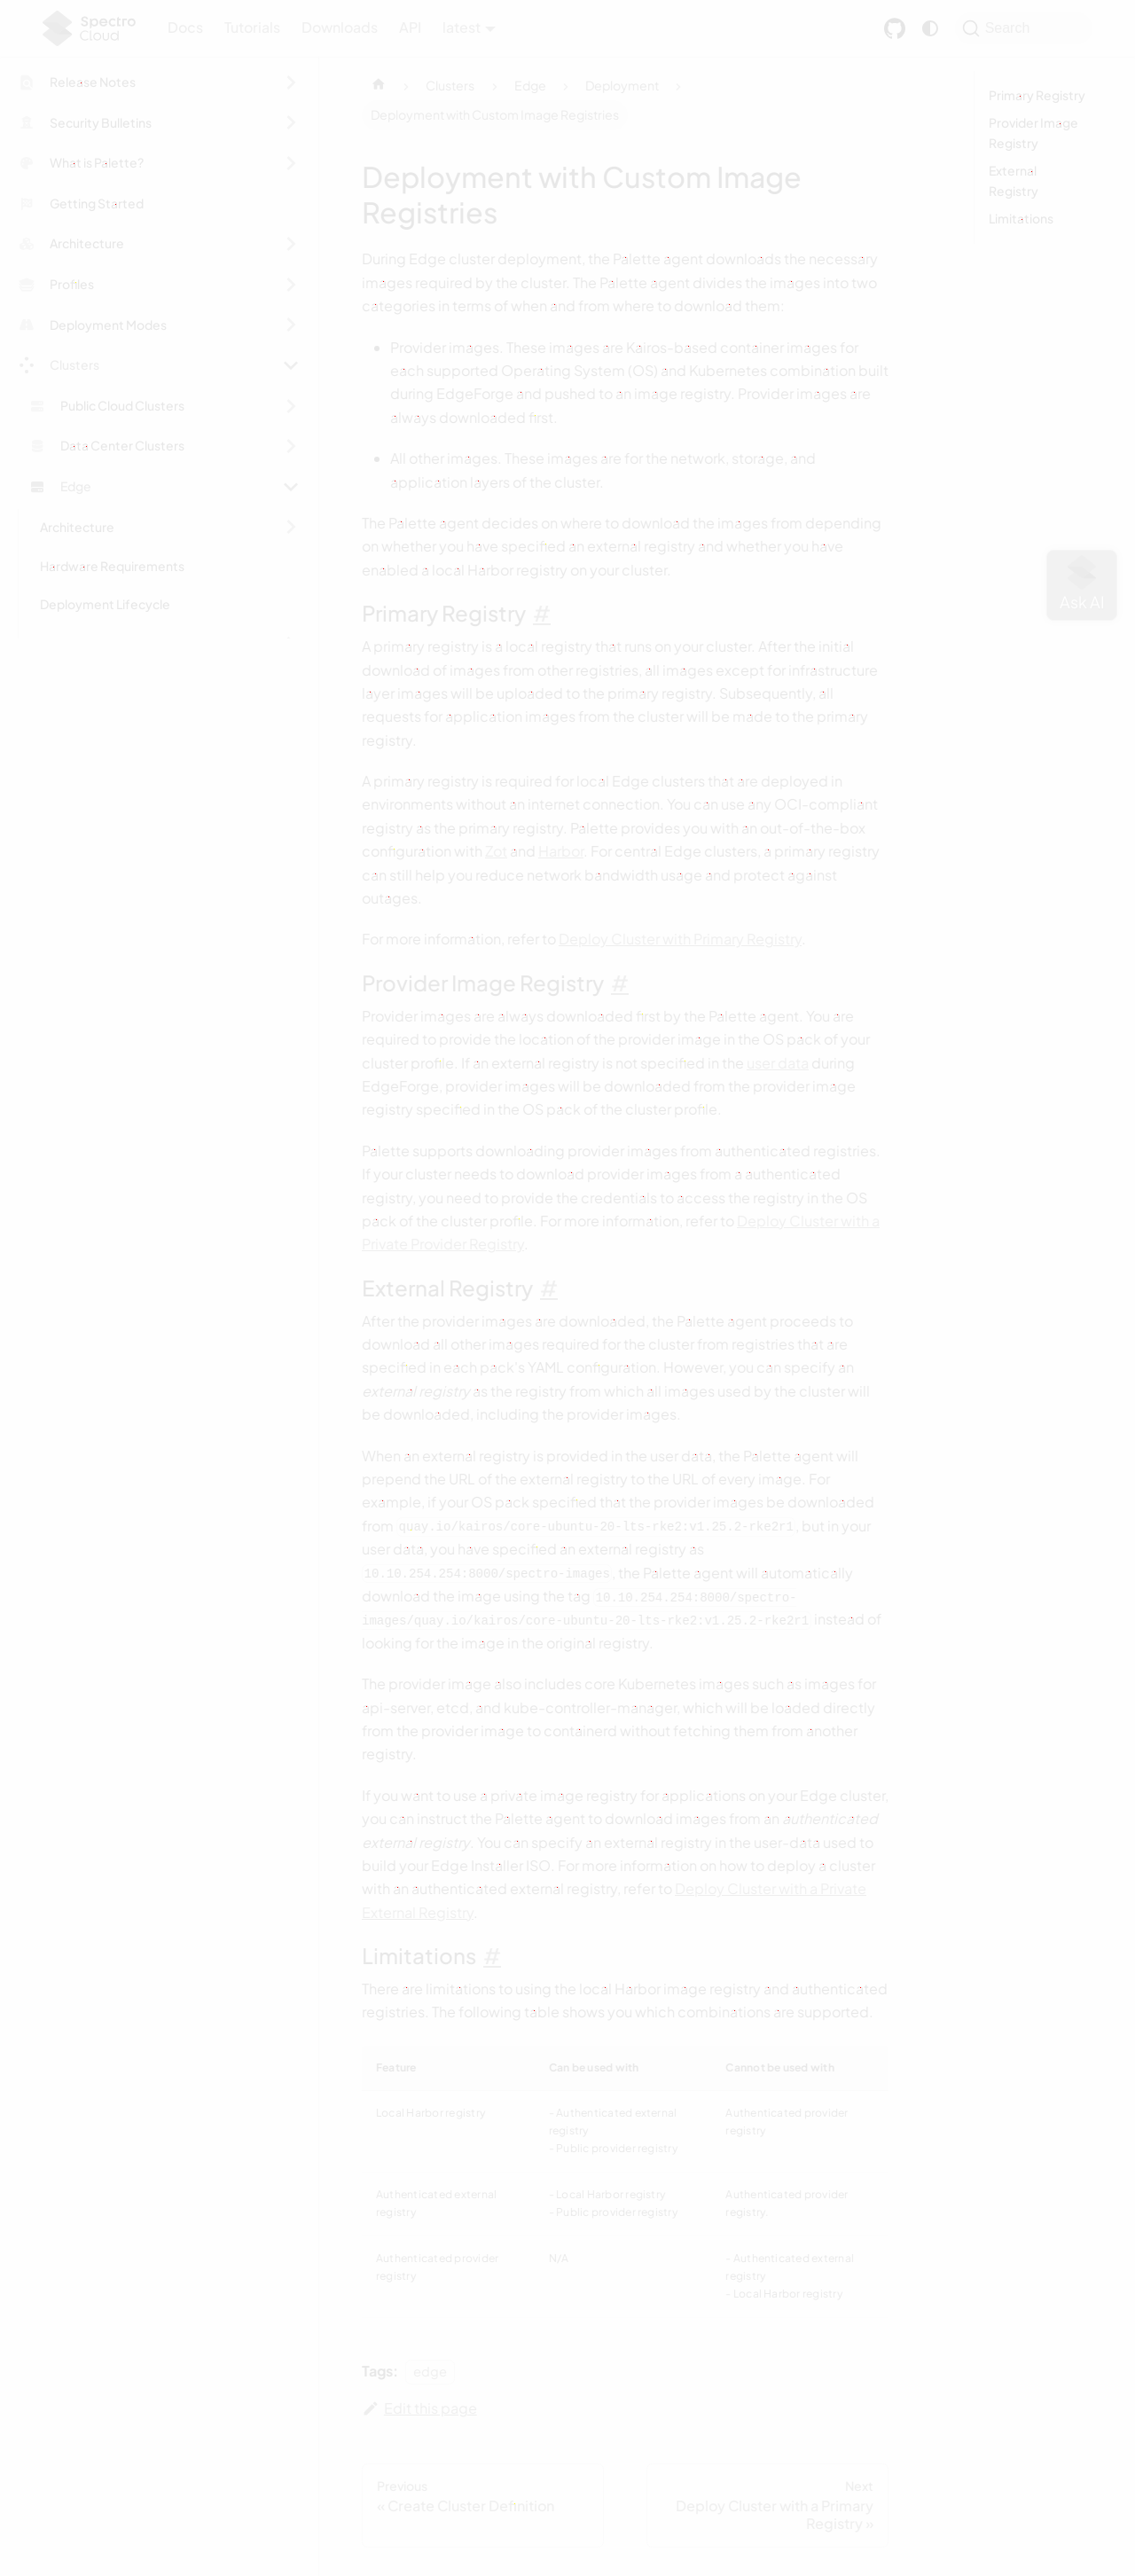 Spectro
Cloud
Docs Tutorials Downloads API latest Search
Release Notes
Security Bulletins
What is Palette?
Getting Started
Architecture
Profiles
Deployment Modes
Clusters
Public Cloud Clusters
Data Center Clusters
Edge
Architecture
Hardware Requirements
Deployment Lifecycle
Clusters > Edge > Deployment >
Deployment with Custom Image Registries
Deployment with Custom Image
Registries
During Edge cluster deployment, the Palette agent downloads the necessary
images required by the cluster. The Palette agent divides the images into two
categories in terms of when and from where to download them:
Provider images. These images are Kairos-based container images for
each supported Operating System (OS) and Kubernetes combination built
during EdgeForge and pushed to an image registry. Provider images are
always downloaded first.
All other images. These images are for the network, storage, and
application layers of the cluster.
The Palette agent decides on where to download the images from depending
on whether you have specified an external registry and whether you have
enabled a local Harbor registry on your cluster.
Primary Registry #
A primary registry is a local registry that runs on your cluster. After the initial
download of images from other registries, all images except for infrastructure
layer images will be uploaded to the primary registry. Subsequently, all
requests for application images from the cluster will be made to the primary
registry.
A primary registry is required for local Edge clusters that are deployed in
environments without an internet connection. You can use any OCI-compliant
registry as the primary registry. Palette provides you with an out-of-the-box
configuration with Zot and Harbor. For central Edge clusters, a primary registry
can still help you reduce network bandwidth usage and protect against
outages.
For more information, refer to Deploy Cluster with Primary Registry.
Provider Image Registry #
Provider images are always downloaded first by the Palette agent. You are
required to provide the location of the provider image in the OS pack of your
cluster profile. If an external registry is not specified in the user data during
EdgeForge, provider images will be downloaded from the provider image
registry specified in the OS pack of the cluster profile.
Palette supports downloading provider images from authenticated registries.
If your cluster needs to download provider images from a authenticated
registry, you need to provide the credentials to access the registry in the OS
pack of the cluster profile. For more information, refer to Deploy Cluster with a
Private Provider Registry.
External Registry #
After the provider images are downloaded, the Palette agent proceeds to
download all other images required for the cluster from registries that are
specified in each pack's YAML configuration. However, you can specify an
external registry as the registry from which all images used by the cluster will
be downloaded, including the provider images.
When an external registry is provided in the user data, the Palette agent will
prepend the URL of the external registry to the URL of every image. For
example, if your OS pack specified that the provider images be downloaded
from quay.io/kairos/core-ubuntu-20-lts-rke2:v1.25.2-rke2r1, but in your
user data, you have specified an external registry as
10.10.254.254:8000/spectro-images, the Palette agent will automatically
download the image using the tag 10.10.254.254:8000/spectro-
images/quay.io/kairos/core-ubuntu-20-lts-rke2:v1.25.2-rke2r1 instead of
looking for the image in the original registry.
The provider image also includes core Kubernetes images such as images for
api-server, etcd, and kube-controller-manager, which will be loaded directly
from the provider image to containerd without fetching them from another
registry.
If you want to use a private image registry for applications on your Edge cluster,
you can instruct the Palette agent to download images from an authenticated
external registry. You can specify an external registry in the user-data used to
build your Edge Installer ISO. For more information on how to deploy a cluster
with an authenticated external registry, refer to Deploy Cluster with a Private
External Registry.
Limitations #
There are limitations to using the local Harbor image registry and authenticated
registries. The following table shows you which combinations are supported.
Feature Can be used with Cannot be used with
Local Harbor registry - Authenticated external registry - Public provider registry Authenticated provider registry
Authenticated external registry - Local Harbor registry - Public provider registry Authenticated provider registry
Authenticated provider registry N/A - Authenticated external registry - Local Harbor registry
Tags: edge
Edit this page
Previous
« Create Cluster Definition
Next
Deploy Cluster with a Primary
Registry »
Primary Registry
Provider Image
Registry
External
Registry
Limitations
Ask AI